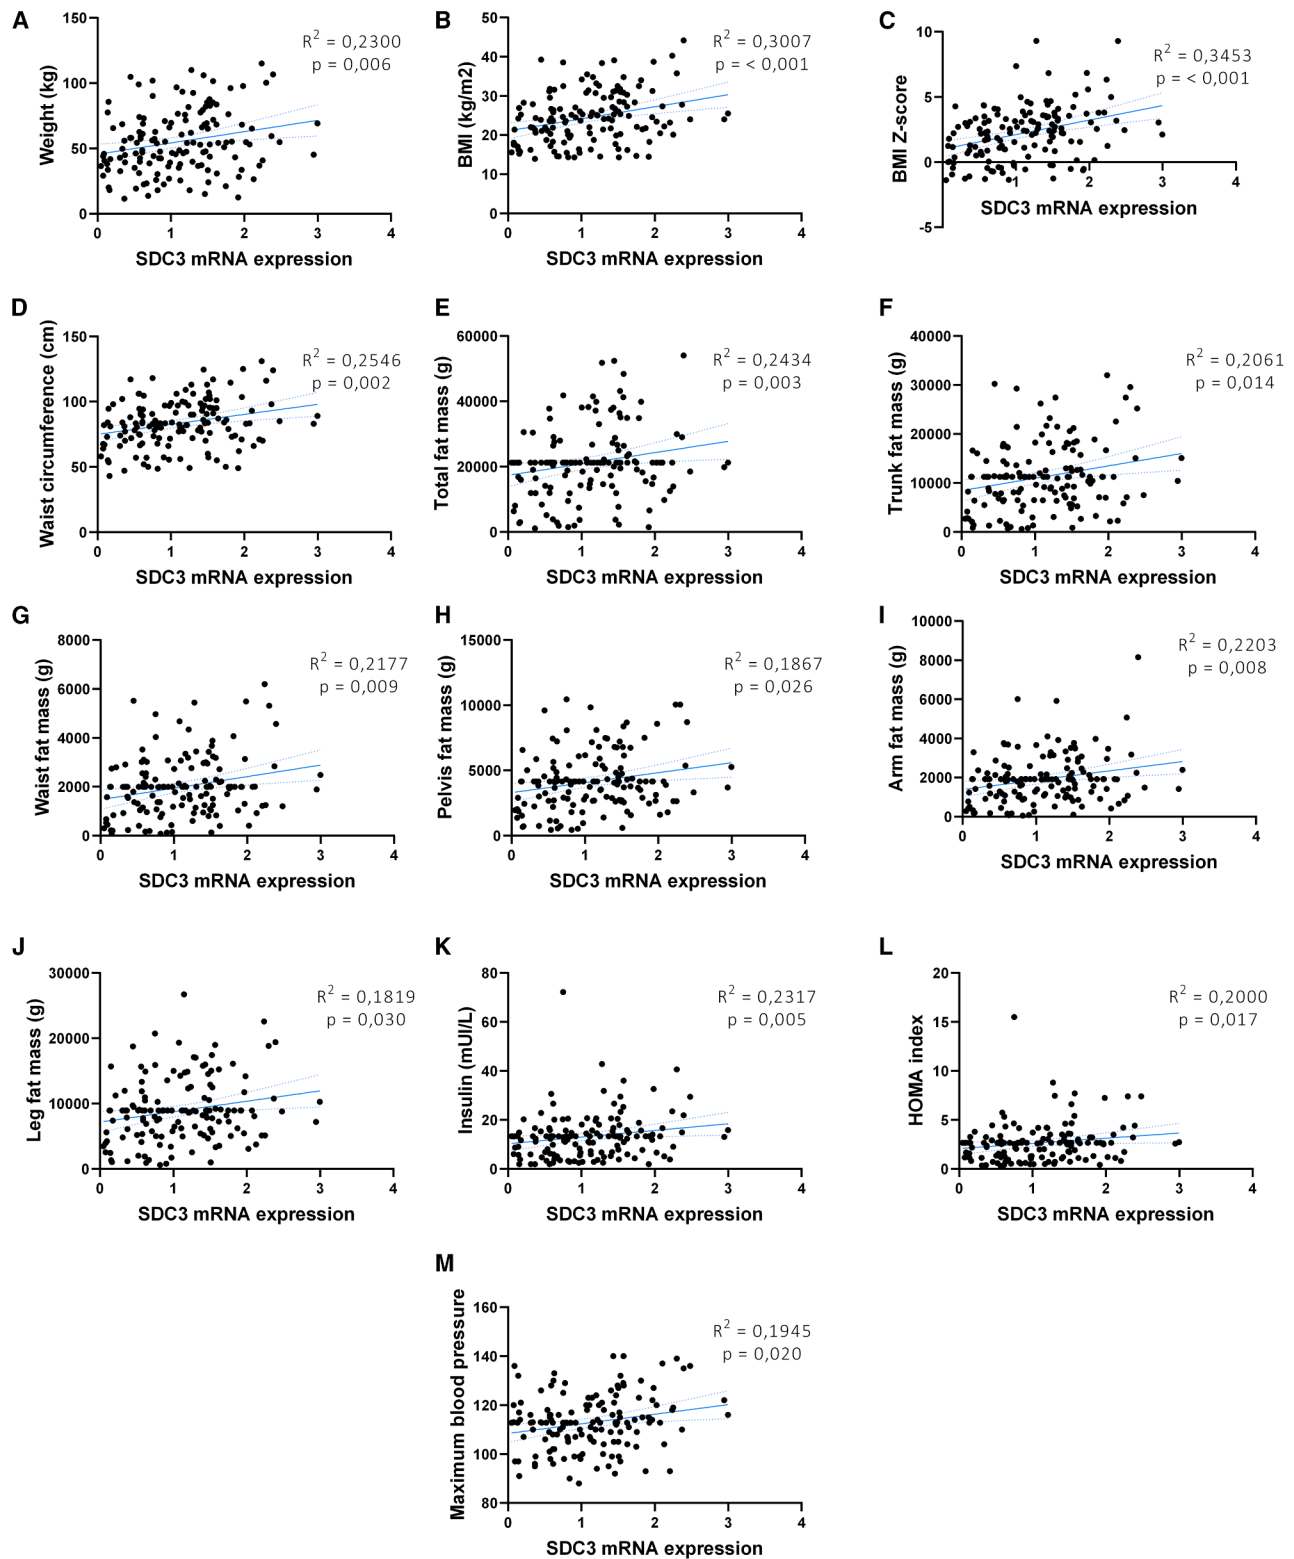 A
Weight (kg)
150
100
50
0
0 1 2 3 4
SDC3 mRNA expression
R2 = 0,2300
p = 0,006
B
BMI (kg/m2)
50
40
30
20
10
0
0 1 2 3 4
SDC3 mRNA expression
R2 = 0,3007
p = < 0,001
C
BMI Z-score
10
5
0
-5
1 2 3 4
SDC3 mRNA expression
R2 = 0,3453
p = < 0,001
D
Waist circumference (cm)
150
100
50
0
0 1 2 3 4
SDC3 mRNA expression
R2 = 0,2546
p = 0,002
E
Total fat mass (g)
60000
40000
20000
0
0 1 2 3 4
SDC3 mRNA expression
R2 = 0,2434
p = 0,003
F
Trunk fat mass (g)
40000
30000
20000
10000
0
0 1 2 3 4
SDC3 mRNA expression
R2 = 0,2061
p = 0,014
G
Waist fat mass (g)
8000
6000
4000
2000
0
0 1 2 3 4
SDC3 mRNA expression
R2 = 0,2177
p = 0,009
H
Pelvis fat mass (g)
15000
10000
5000
0
0 1 2 3 4
SDC3 mRNA expression
R2 = 0,1867
p = 0,026
I
Arm fat mass (g)
10000
8000
6000
4000
2000
0
0 1 2 3 4
SDC3 mRNA expression
R2 = 0,2203
p = 0,008
J
Leg fat mass (g)
30000
20000
10000
0
0 1 2 3 4
SDC3 mRNA expression
R2 = 0,1819
p = 0,030
K
Insulin (mUI/L)
80
60
40
20
0
0 1 2 3 4
SDC3 mRNA expression
R2 = 0,2317
p = 0,005
L
HOMA index
20
15
10
5
0
0 1 2 3 4
SDC3 mRNA expression
R2 = 0,2000
p = 0,017
M
Maximum blood pressure
160
140
120
100
80
0 1 2 3 4
SDC3 mRNA expression
R2 = 0,1945
p = 0,020